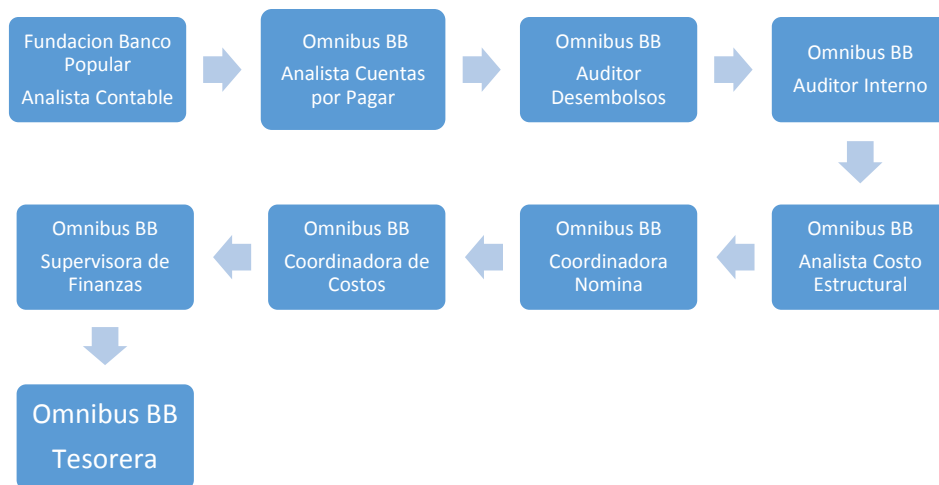 Fundacion Banco
Popular
Analista Contable
Omnibus BB
Analista Cuentas
por Pagar
Omnibus BB
Auditor
Desembolsos
Omnibus BB
Auditor Interno
Omnibus BB
Analista Costo
Estructural
Omnibus BB
Coordinadora
Nomina
Omnibus BB
Coordinadora de
Costos
Omnibus BB
Supervisora de
Finanzas
Omnibus BB
Tesorera